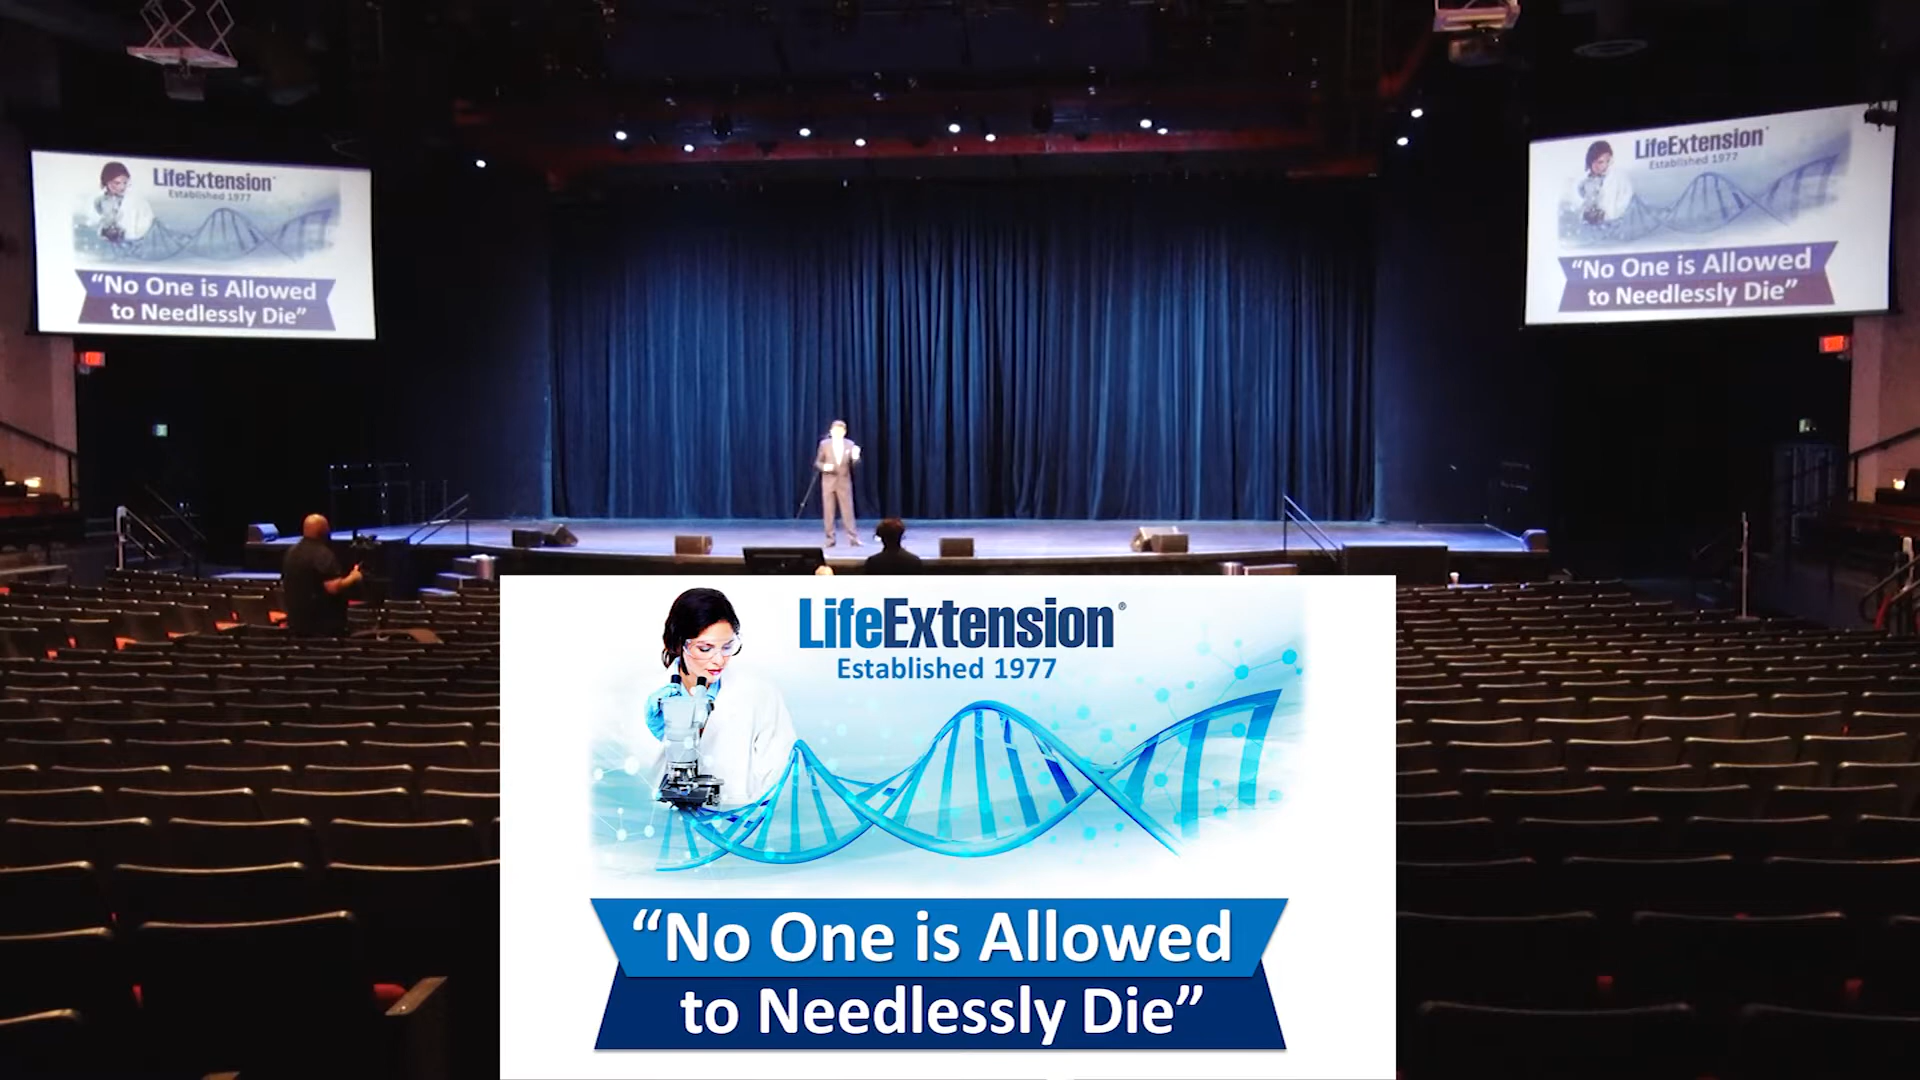 LifeExtension
Established 1977
“No One is Allowed
to Needlessly Die”
LifeExtension
Established 1977
“No One is Allowed
to Needlessly Die”
LifeExtension®
Established 1977
“No One is Allowed
to Needlessly Die”